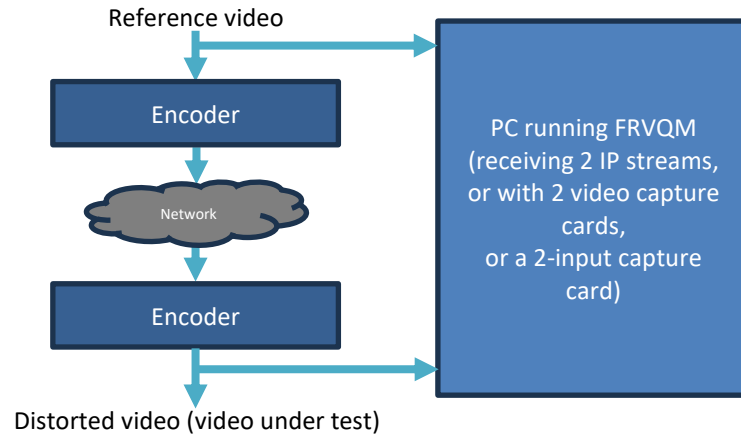 Reference video
Encoder
Network
Encoder
Distorted video (video under test)
PC running FRVQM
(receiving 2 IP streams,
or with 2 video capture
cards,
or a 2-input capture
card)